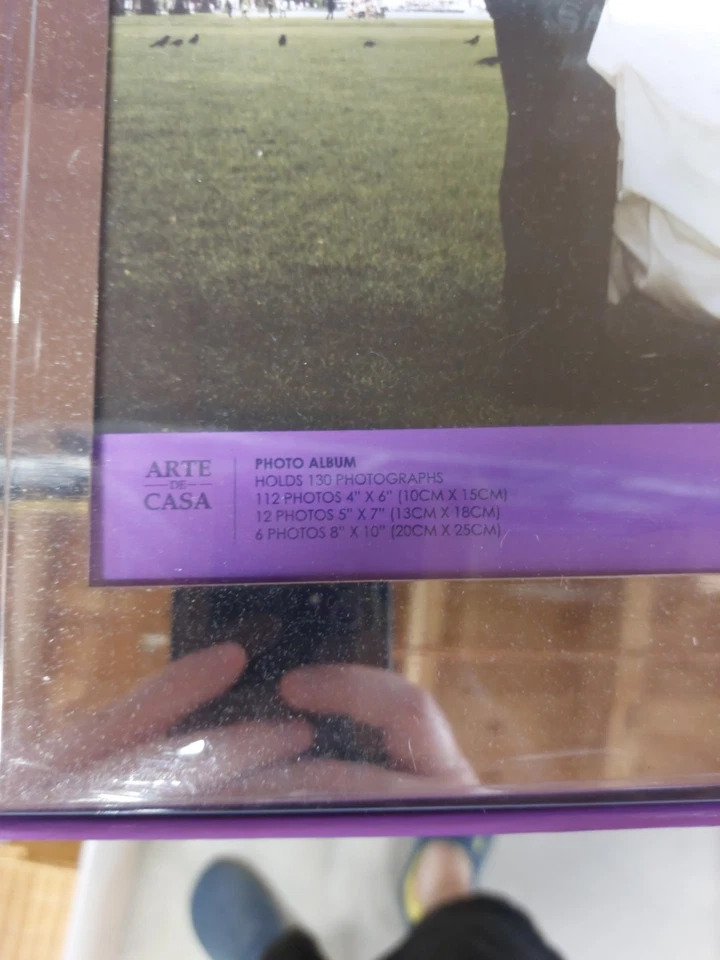 ARTE
DE
CASA
PHOTO ALBUM
HOLDS 130 PHOTOGRAPHS
112 PHOTOS 4" X 6" (10CM X 15CM)
12 PHOTOS 5" X 7" (13CM X 18CM)
6 PHOTOS 8" X 10" (20CM X 25CM)